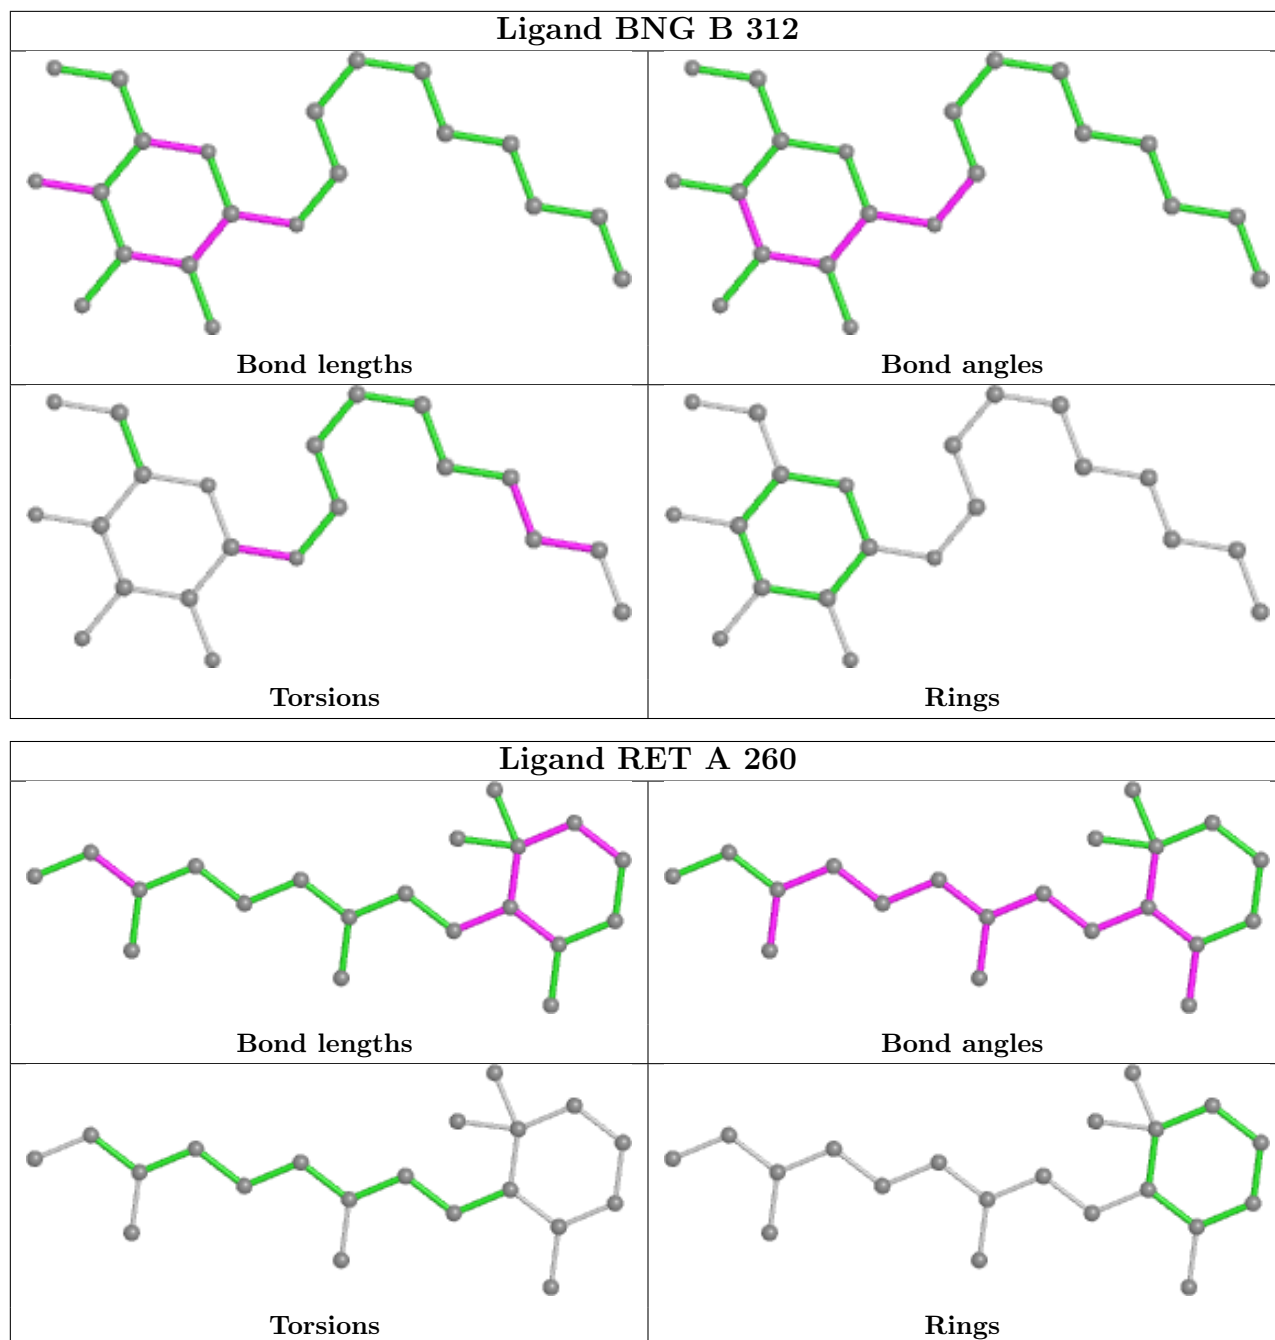 Ligand BNG B 312
Bond lengths
Bond angles
Torsions
Rings
Ligand RET A 260
Bond lengths
Bond angles
Torsions
Rings